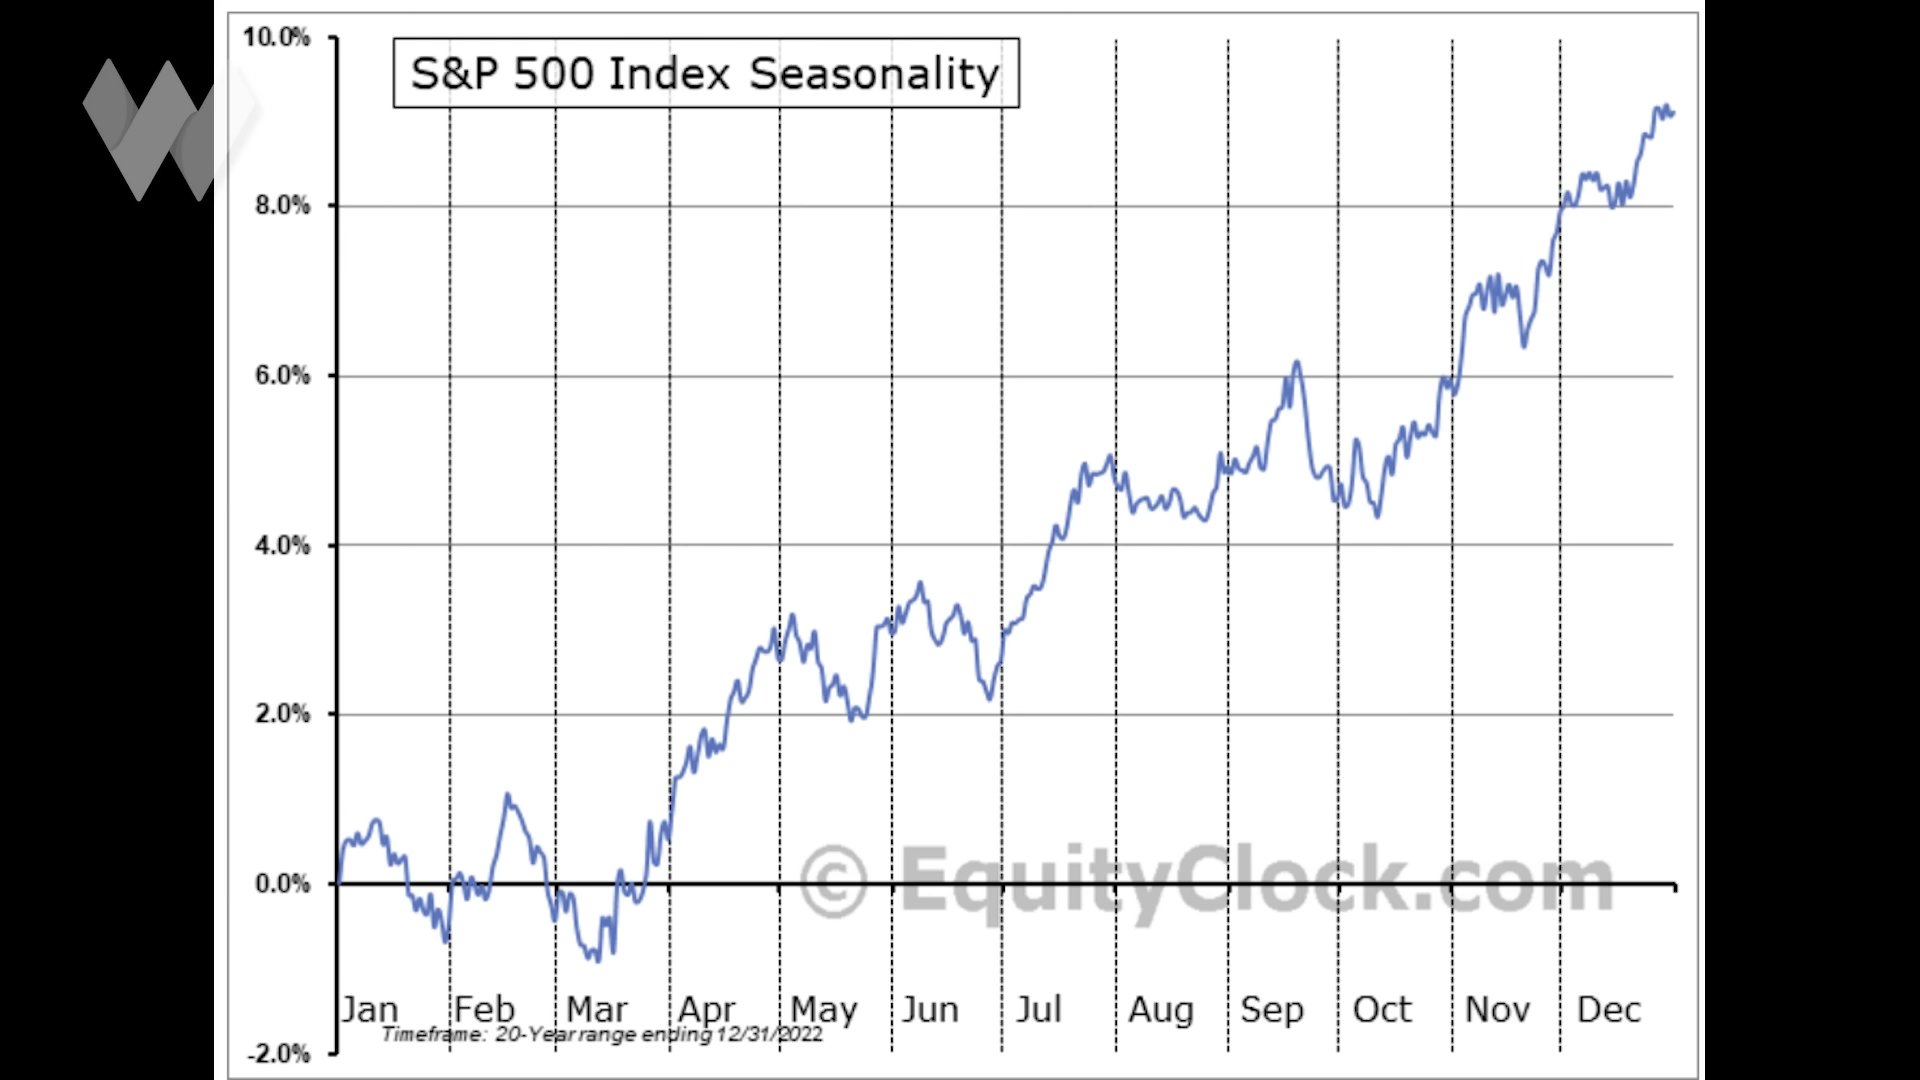 S&P 500 Index Seasonality
10.0%
8.0%
6.0%
4.0%
2.0%
0.0%
-2.0%
© EquityClock.com
Jan Feb Mar Apr May Jun Jul Aug Sep Oct Nov Dec
Timeframe: 20-Year range ending 12/31/2022